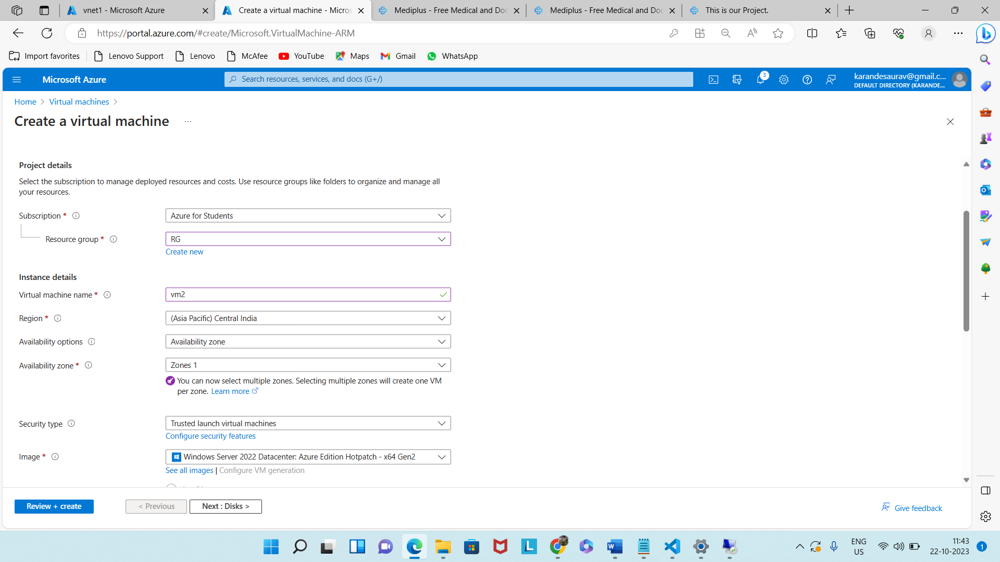 vnet1 - Microsoft Azure
Create a virtual machine - Micros
Mediplus - Free Medical and Doc
Mediplus - Free Medical and Doc
This is our Project.
https://portal.azure.com/#create/Microsoft.VirtualMachine-ARM
Import favorites
Lenovo Support
Lenovo
McAfee
YouTube
Maps
Gmail
WhatsApp
Microsoft Azure
Search resources, services, and docs (G+/)
3
karandesaurav@gmail.c...
DEFAULT DIRECTORY (KARANDE...
Home > Virtual machines >
Create a virtual machine ...
Project details
Select the subscription to manage deployed resources and costs. Use resource groups like folders to organize and manage all
your resources.
Subscription *
Azure for Students
Resource group *
RG
Create new
Instance details
Virtual machine name *
vm2
Region *
(Asia Pacific) Central India
Availability options
Availability zone
Availability zone *
Zones 1
You can now select multiple zones. Selecting multiple zones will create one VM
per zone. Learn more
Security type
Trusted launch virtual machines
Configure security features
Image *
Windows Server 2022 Datacenter: Azure Edition Hotpatch - x64 Gen2
See all images | Configure VM generation
Review + create
< Previous
Next : Disks >
Give feedback
ENG
US
11:43
22-10-2023
1